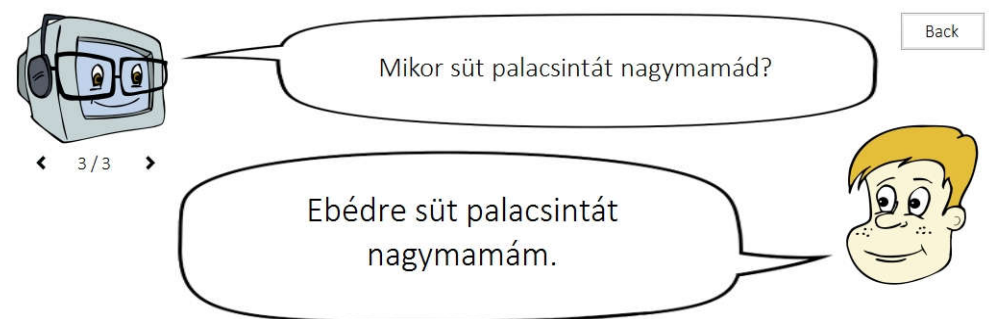 Back
Mikor süt palacsintát nagymamád?
3 / 3
Ebédre süt palacsintát
nagymamám.